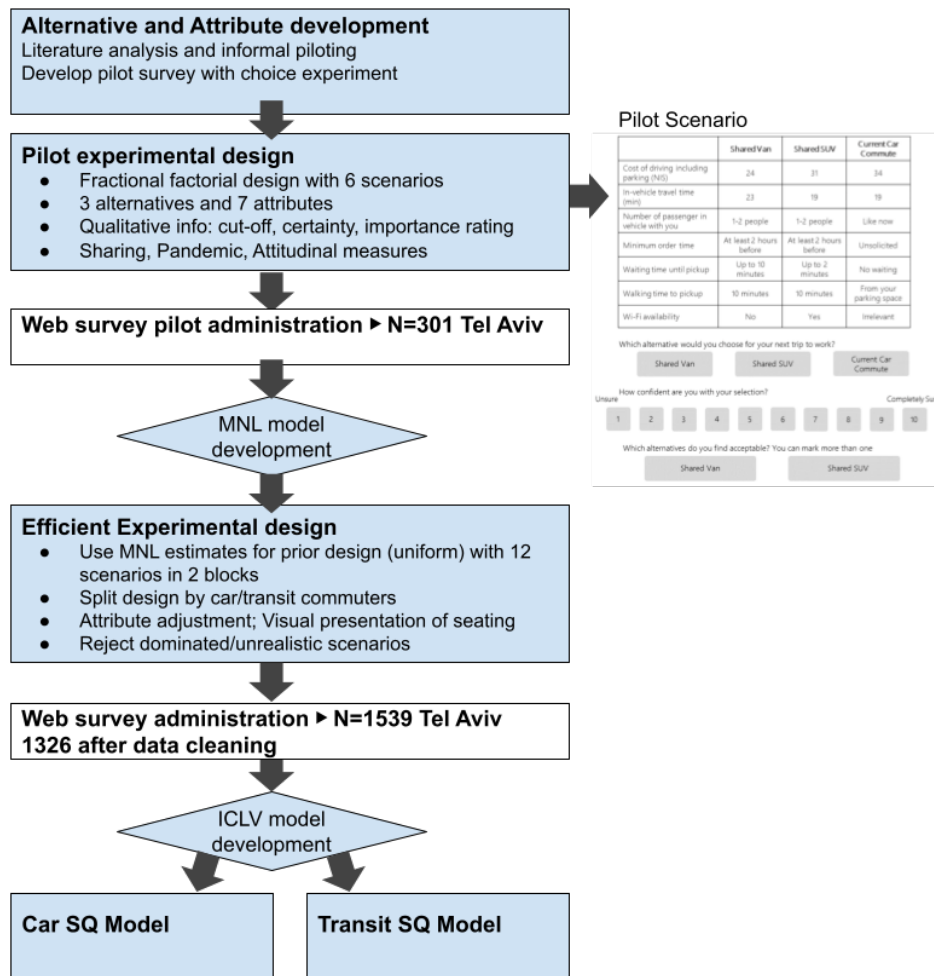 Alternative and Attribute development
Literature analysis and informal piloting
Develop pilot survey with choice experiment
Pilot experimental design
● Fractional factorial design with 6 scenarios
● 3 alternatives and 7 attributes
● Qualitative info: cut-off, certainty, importance rating
● Sharing, Pandemic, Attitudinal measures
Web survey pilot administration ▶ N=301 Tel Aviv
MNL model
development
Efficient Experimental design
● Use MNL estimates for prior design (uniform) with 12
scenarios in 2 blocks
● Split design by car/transit commuters
● Attribute adjustment; Visual presentation of seating
● Reject dominated/unrealistic scenarios
Web survey administration ▶ N=1539 Tel Aviv
1326 after data cleaning
ICLV model
development
Car SQ Model
Transit SQ Model
Pilot Scenario
Shared Van Shared SUV Current Car
Commute
Cost of driving including
parking (NIS) 24 31 34
In-vehicle travel time
(min) 23 19 19
Number of passenger in
vehicle with you 1-2 people 1-2 people Like now
Minimum order time At least 2 hours
before At least 2 hours
before Unsolicited
Waiting time until pickup Up to 10
minutes Up to 2
minutes No waiting
Walking time to pickup 10 minutes 10 minutes From your
parking space
Wi-Fi availability No Yes Irrelevant
Which alternative would you choose for your next trip to work?
Shared Van Shared SUV Current Car
Commute
How confident are you with your selection?
Unsure Completely Su
1 2 3 4 5 6 7 8 9 10
Which alternatives do you find acceptable? You can mark more than one
Shared Van Shared SUV